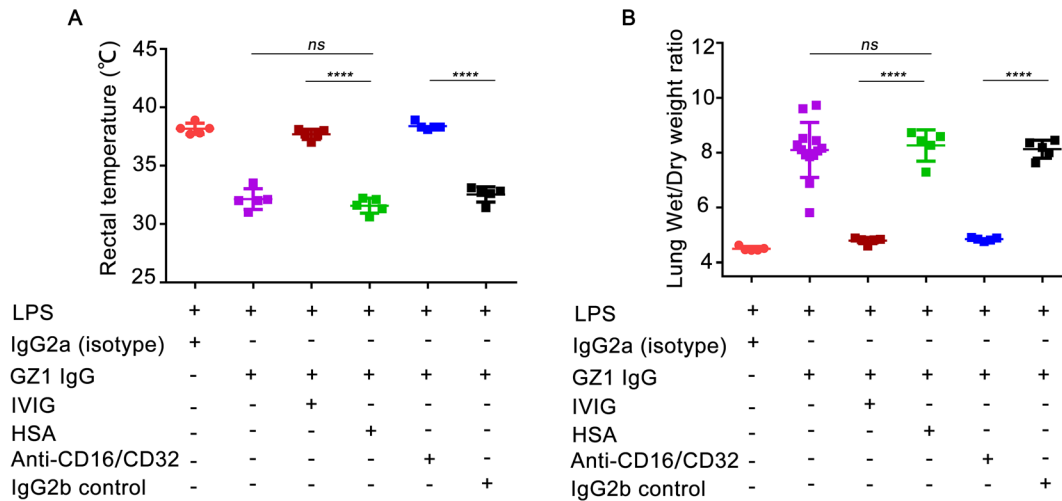 A
Rectal temperature (℃)
45
40
35
30
25
ns
****
****
LPS + + + + + +
IgG2a (isotype) + - - - - -
GZ1 IgG - + + + + +
IVIG - - + - - -
HSA - - - + - -
Anti-CD16/CD32 - - - - + -
IgG2b control - - - - - +
B
Lung Wet/Dry weight ratio
12
10
8
6
4
ns
****
****
LPS + + + + + +
IgG2a (isotype) + - - - - -
GZ1 IgG - + + + + +
IVIG - - + - - -
HSA - - - + - -
Anti-CD16/CD32 - - - - + -
IgG2b control - - - - - +